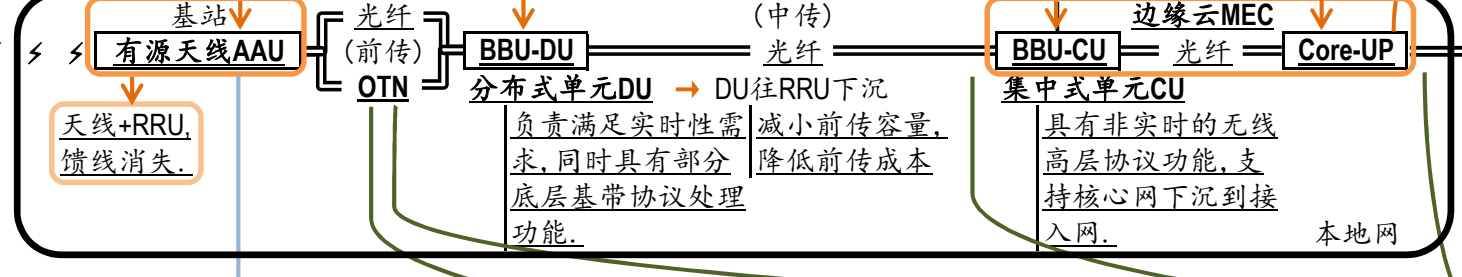 基站 光纤 (中传) 边缘云MEC
有源天线AAU (前传) BBU-DU 光纤 BBU-CU 光纤 Core-UP
OTN 分布式单元DU → DU往RRU下沉 集中式单元CU
天线+RRU, 负责满足实时性需 减小前传容量, 具有非实时的无线
馈线消失. 求,同时具有部分 降低前传成本 高层协议功能,支
底层基带协议处理 持核心网下沉到接
功能. 入网. 本地网